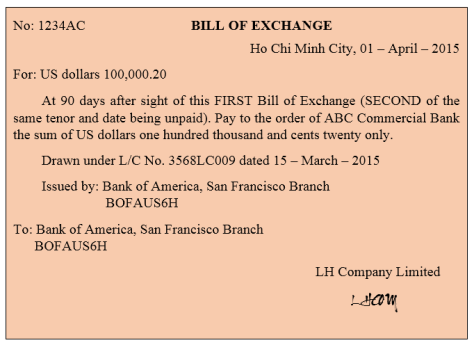 No: 1234AC BILL OF EXCHANGE
Ho Chi Minh City, 01 – April – 2015
For: US dollars 100,000.20
At 90 days after sight of this FIRST Bill of Exchange (SECOND of the
same tenor and date being unpaid). Pay to the order of ABC Commercial Bank
the sum of US dollars one hundred thousand and cents twenty only.
Drawn under L/C No. 3568LC009 dated 15 – March – 2015
Issued by: Bank of America, San Francisco Branch
BOFAUS6H
To: Bank of America, San Francisco Branch
BOFAUS6H
LH Company Limited